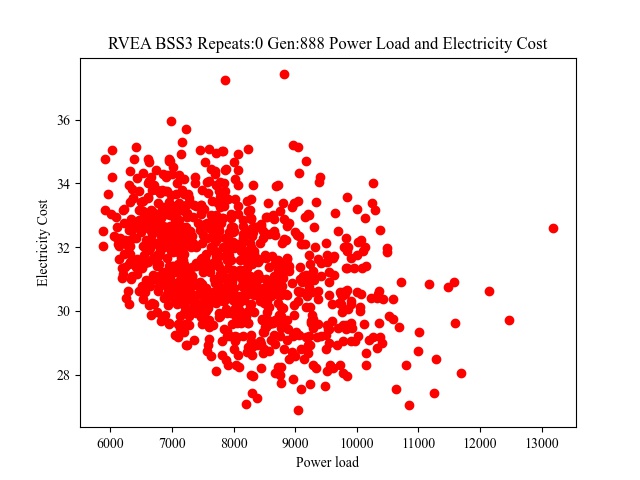 RVEA BSS3 Repeats:0 Gen:888 Power Load and Electricity Cost
Electricity Cost
36
34
32
30
28
6000 7000 8000 9000 10000 11000 12000 13000
Power load